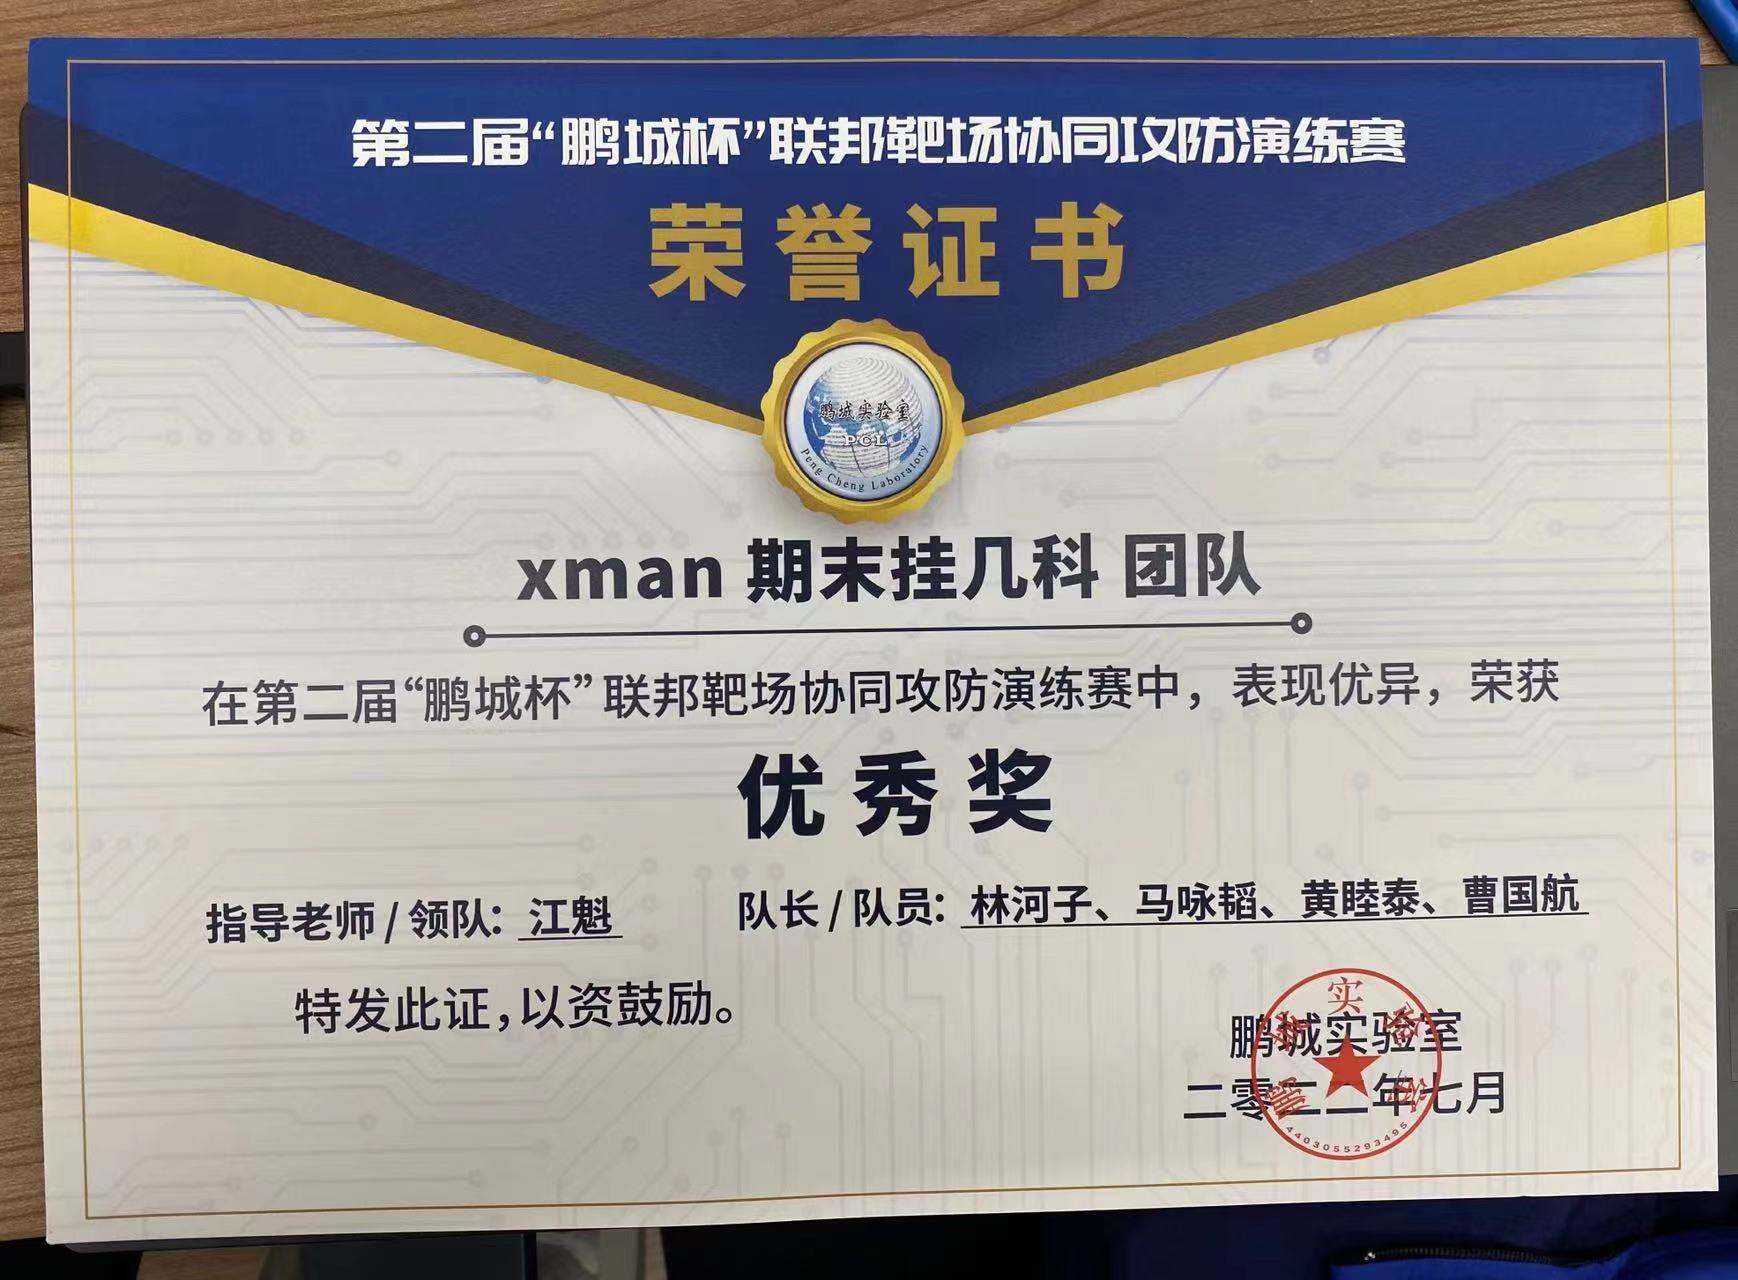 第二届“鹏城杯”联邦靶场协同攻防演练赛
荣誉证书
鹏城实验室
PCL
Peng Cheng Laboratory
xman 期末挂几科 团队
在第二届“鹏城杯”联邦靶场协同攻防演练赛中，表现优异，荣获
优秀奖
指导老师 / 领队: 江魁 队长 / 队员: 林河子、马咏韬、黄睦泰、曹国航
特发此证，以资鼓励。
鹏城实验室
二零二二年七月
鹏城实验室
4403055293495